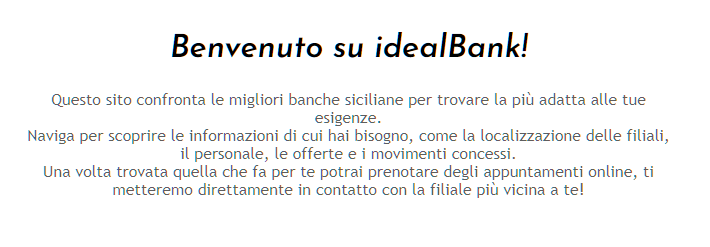 Benvenuto su idealBank!
Questo sito confronta le migliori banche siciliane per trovare la più adatta alle tue
esigenze.
Naviga per scoprire le informazioni di cui hai bisogno, come la localizzazione delle filiali,
il personale, le offerte e i movimenti concessi.
Una volta trovata quella che fa per te potrai prenotare degli appuntamenti online, ti
metteremo direttamente in contatto con la filiale più vicina a te!